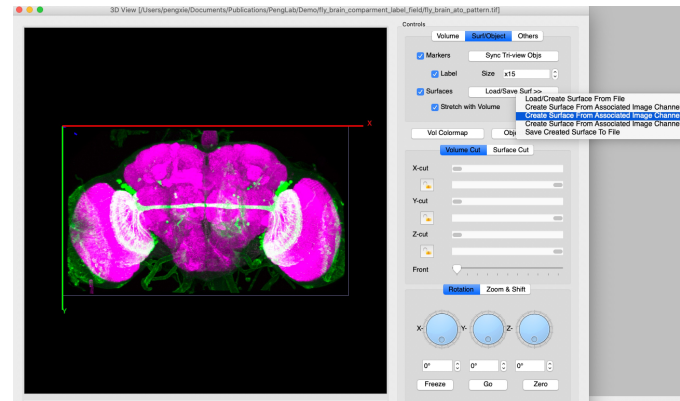 3D View [/Users/pengxie/Documents/Publications/PengLab/Demo/fly_brain_comparment_label_field/fly_brain_ato_pattern.tif]
Controls
Volume Surf/Object Others
Markers Sync Tri-view Objs
Label Size x15
Surfaces Load/Save Surf >>
Stretch with Volume
Load/Create Surface From File
Create Surface From Associated Image Channe
Create Surface From Associated Image Channe
Create Surface From Associated Image Channe
Save Created Surface To File
Vol Colormap Obj
Volume Cut Surface Cut
X-cut
Y-cut
Z-cut
Front
Rotation Zoom & Shift
X- Y- Z-
0° 0° 0°
Freeze Go Zero
X
Y